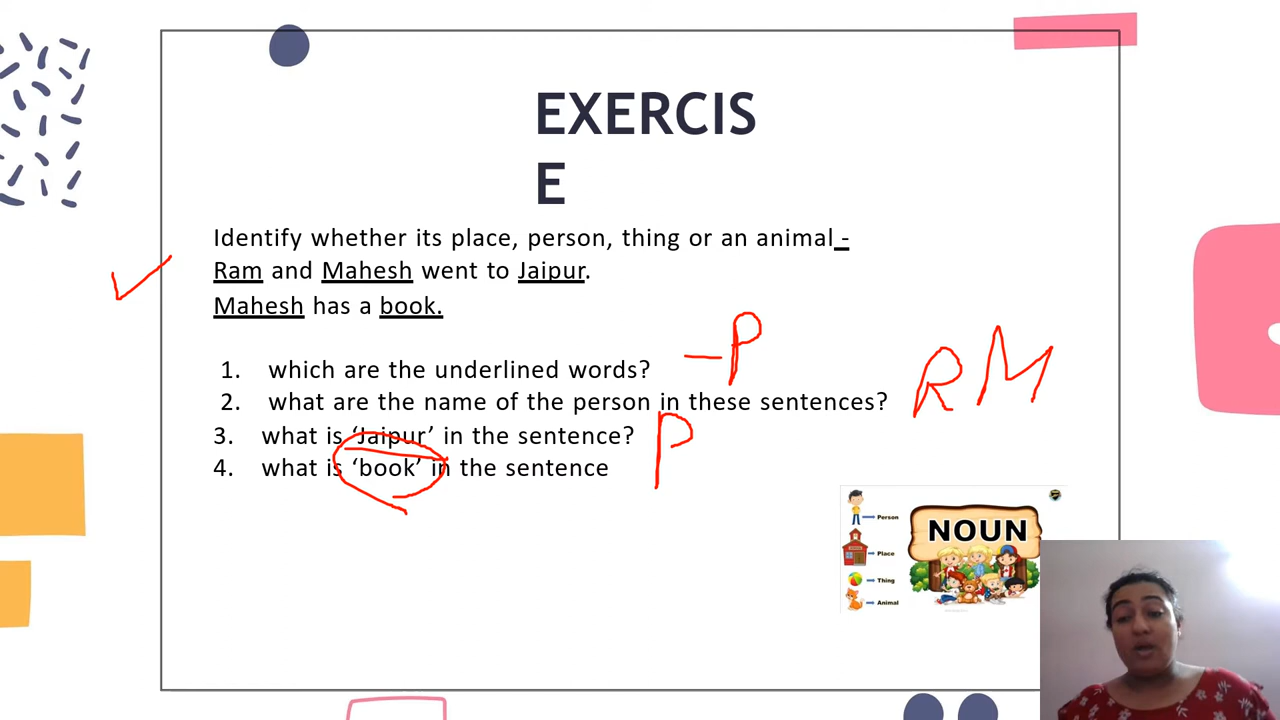 EXERCIS
E
Identify whether its place, person, thing or an animal -
Ram and Mahesh went to Jaipur.
Mahesh has a book.
1. which are the underlined words? – P
2. what are the name of the person in these sentences? RM
3. what is ‘Jaipur’ in the sentence? P
4. what is ‘book’ in the sentence
NOUN
Person
Place
Thing
Animal